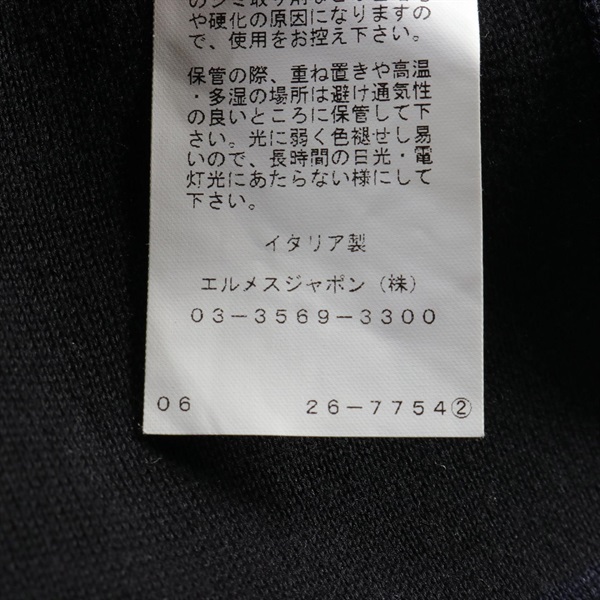 や硬化の原因になりますの
で、使用をお控え下さい。
保管の際、重ね置きや高温
・多湿の場所は避け通気性
の良いところに保管して下
さい。光に弱く色褪せし易
いので、長時間の日光・電
灯光にあたらない様にして
下さい。
イタリア製
エルメスジャポン（株）
03-3569-3300
06 26-7754②